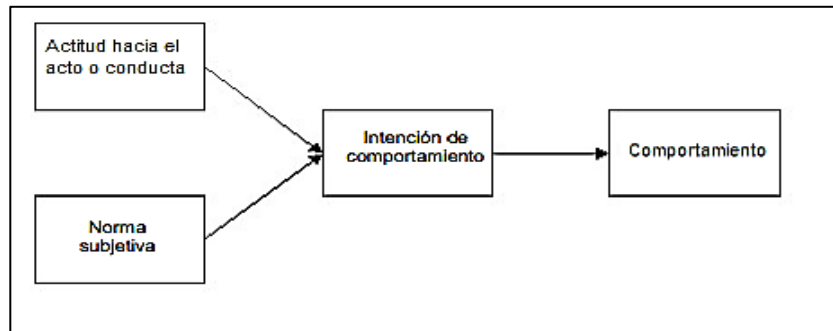 Actitud hacia el
acto o conducta
Intención de
comportamiento
Comportamiento
Norma
subjetiva